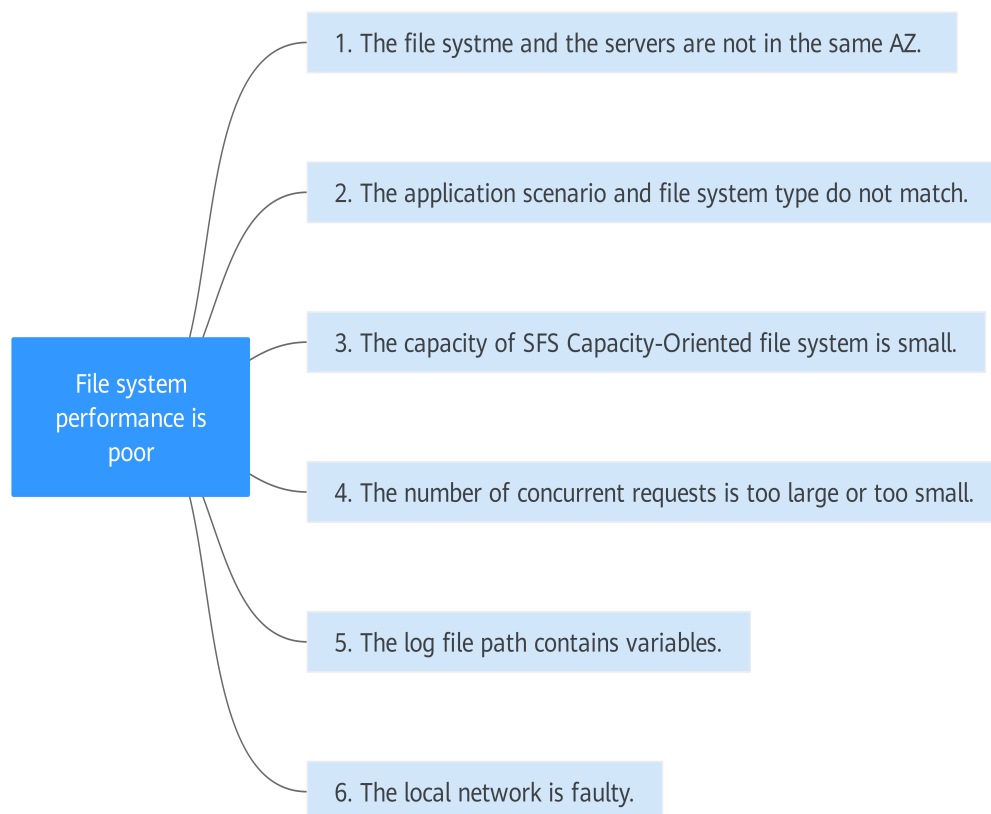 1. The file systme and the servers are not in the same AZ.
2. The application scenario and file system type do not match.
3. The capacity of SFS Capacity-Oriented file system is small.
File system
performance is
poor
4. The number of concurrent requests is too large or too small.
5. The log file path contains variables.
6. The local network is faulty.